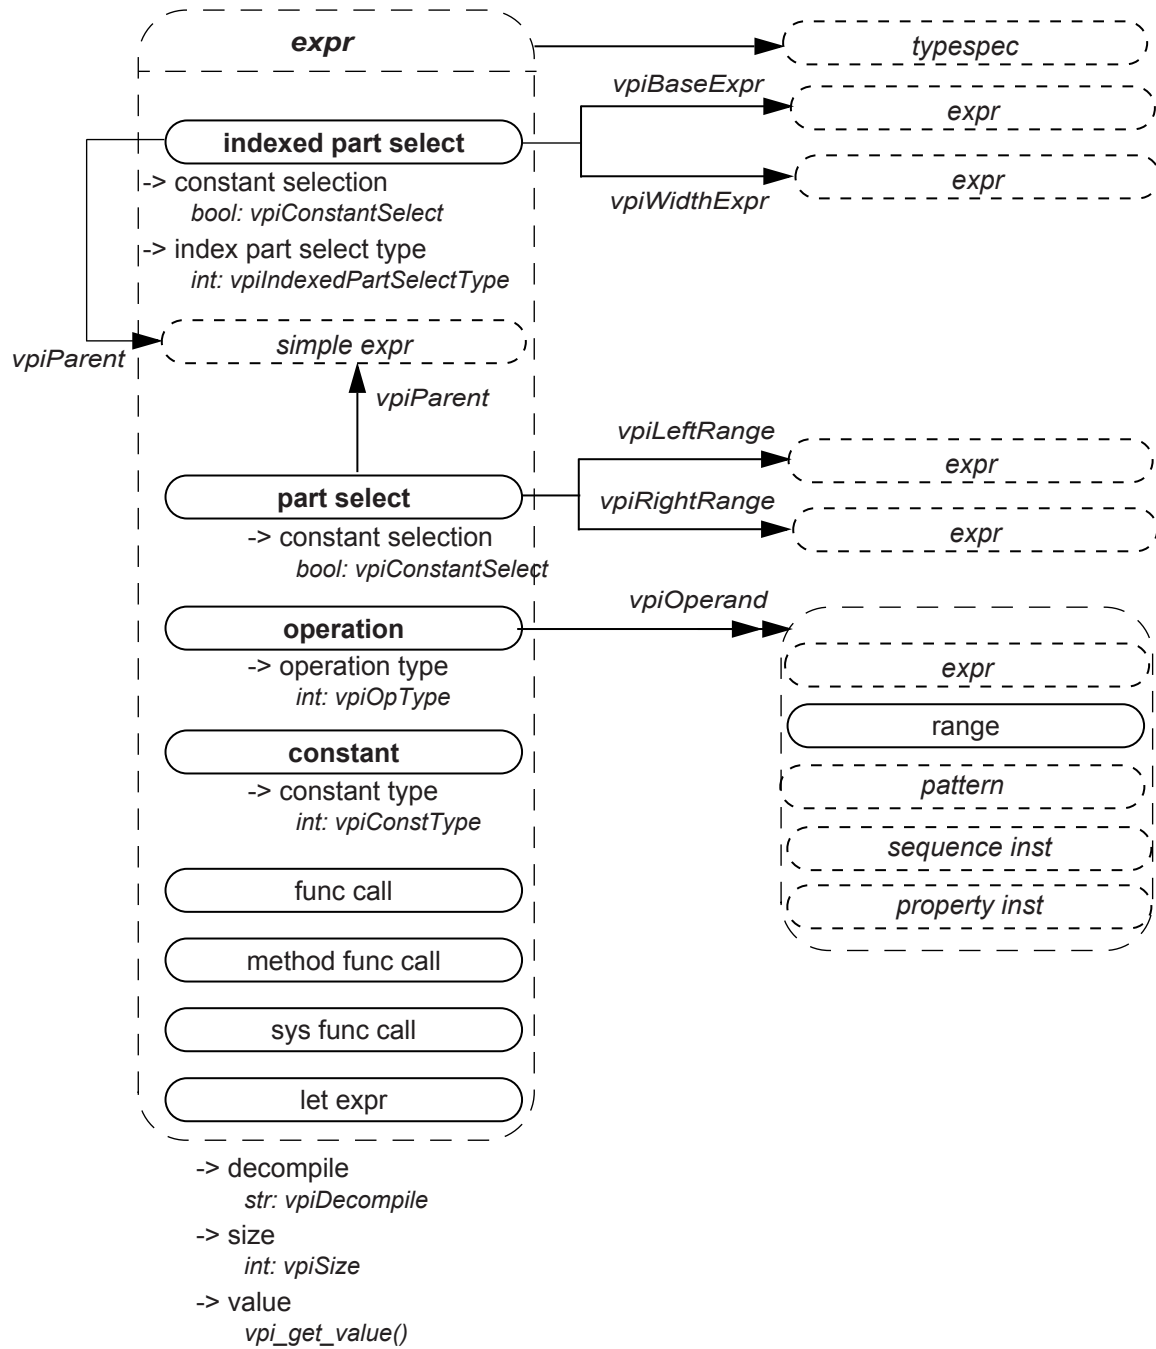 expr
typespec
vpiBaseExpr
expr
indexed part select
expr
vpiWidthExpr
-> constant selection
bool: vpiConstantSelect
-> index part select type
int: vpiIndexedPartSelectType
simple expr
vpiParent
vpiParent
vpiLeftRange
expr
part select
vpiRightRange
expr
-> constant selection
bool: vpiConstantSelect
vpiOperand
operation
-> operation type
int: vpiOpType
expr
range
constant
-> constant type
int: vpiConstType
pattern
sequence inst
func call
property inst
method func call
sys func call
let expr
-> decompile
str: vpiDecompile
-> size
int: vpiSize
-> value
vpi_get_value()